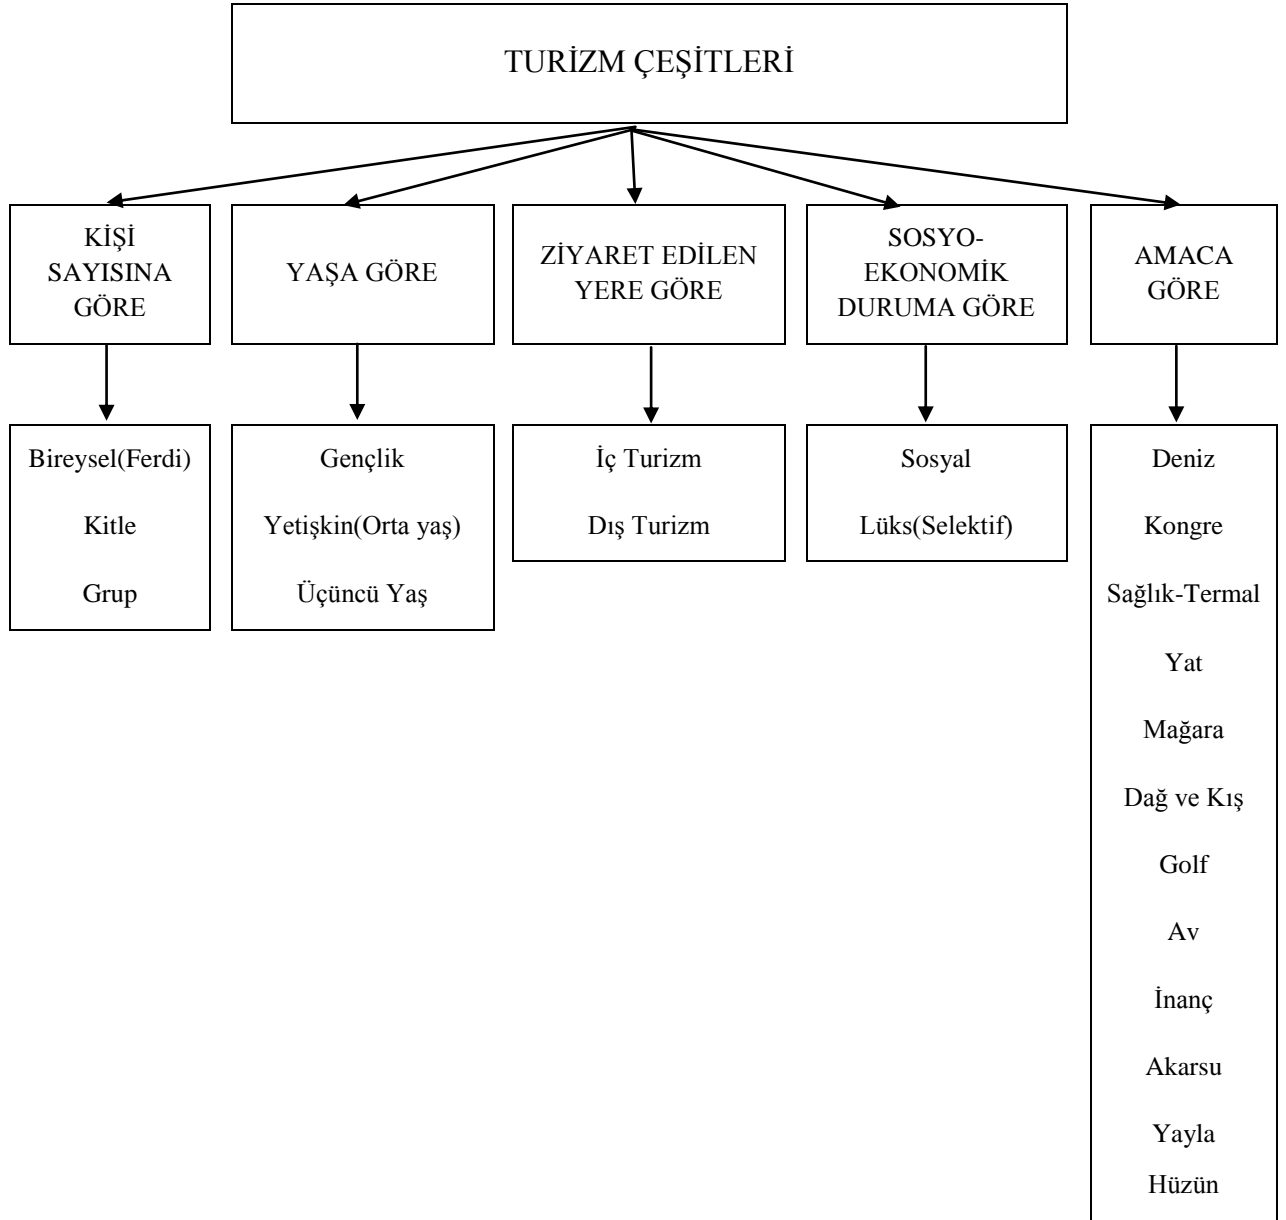 TURİZM ÇEŞİTLERİ
KİŞİ
SAYISINA
GÖRE
YAŞA GÖRE
ZİYARET EDİLEN
YERE GÖRE
SOSYO-
EKONOMİK
DURUMA GÖRE
AMACA
GÖRE
Bireysel(Ferdi)
Kitle
Grup
Gençlik
Yetişkin(Orta yaş)
Üçüncü Yaş
İç Turizm
Dış Turizm
Sosyal
Lüks(Selektif)
Deniz
Kongre
Sağlık-Termal
Yat
Mağara
Dağ ve Kış
Golf
Av
İnanç
Akarsu
Yayla
Hüzün